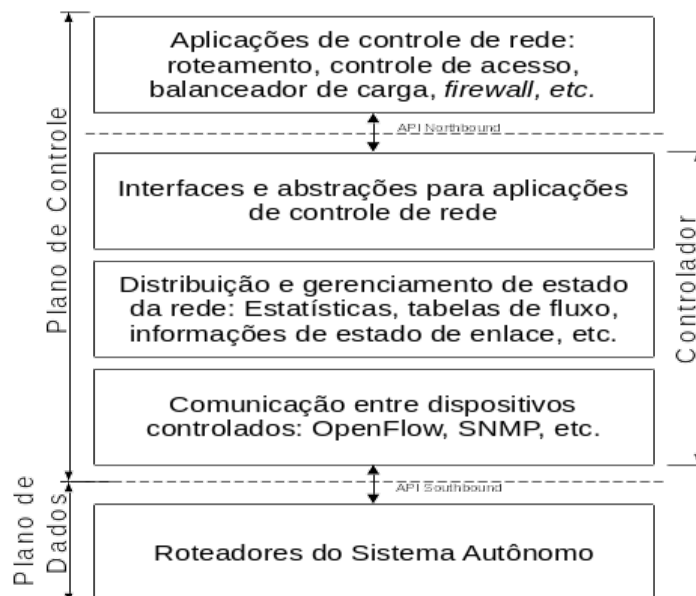 Aplicações de controle de rede:
roteamento, controle de acesso,
balanceador de carga, firewall, etc.
API Northbound
Interfaces e abstrações para aplicações
de controle de rede
Distribuição e gerenciamento de estado
da rede: Estatísticas, tabelas de fluxo,
informações de estado de enlace, etc.
Comunicação entre dispositivos
controlados: OpenFlow, SNMP, etc.
API Southbound
Roteadores do Sistema Autônomo
Plano de Controle
Plano de
Dados
Controlador